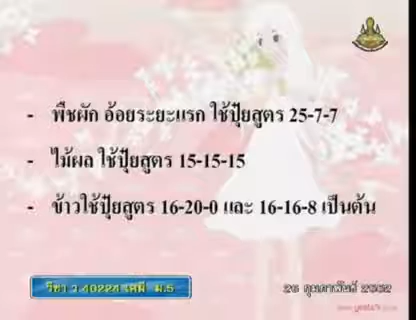 - พืชผัก อ้อยระยะแรก ใช้ปุ๋ยสูตร 25-7-7
- ไม้ผล ใช้ปุ๋ยสูตร 15-15-15
- ข้าวใช้ปุ๋ยสูตร 16-20-0 และ 16-16-8 เป็นต้น
วิชา ว 40224 เคมี ม.5
26 กุมภาพันธ์ 2552